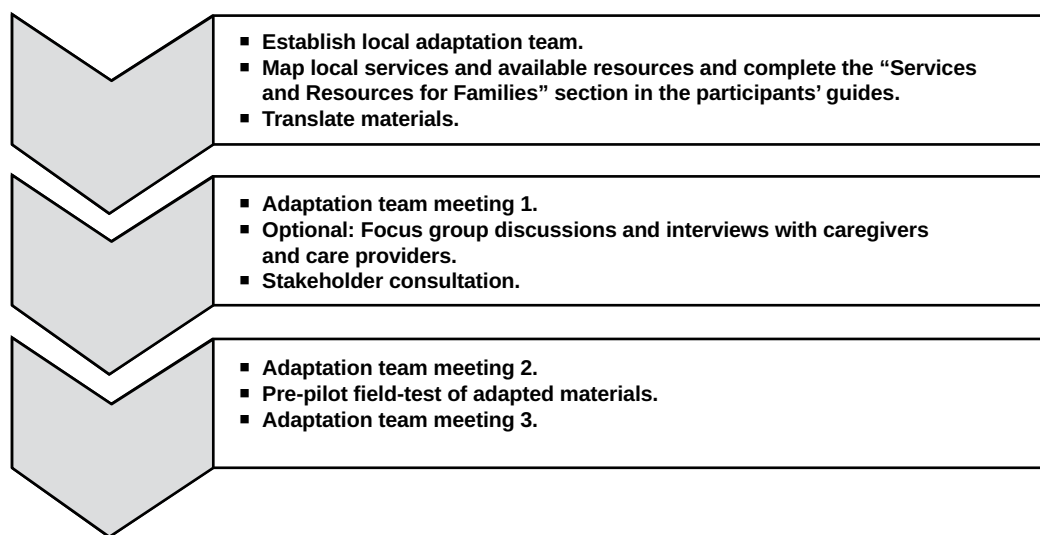 ▪ Establish local adaptation team.
▪ Map local services and available resources and complete the “Services
and Resources for Families” section in the participants’ guides.
▪ Translate materials.
▪ Adaptation team meeting 1.
▪ Optional: Focus group discussions and interviews with caregivers
and care providers.
▪ Stakeholder consultation.
▪ Adaptation team meeting 2.
▪ Pre-pilot field-test of adapted materials.
▪ Adaptation team meeting 3.